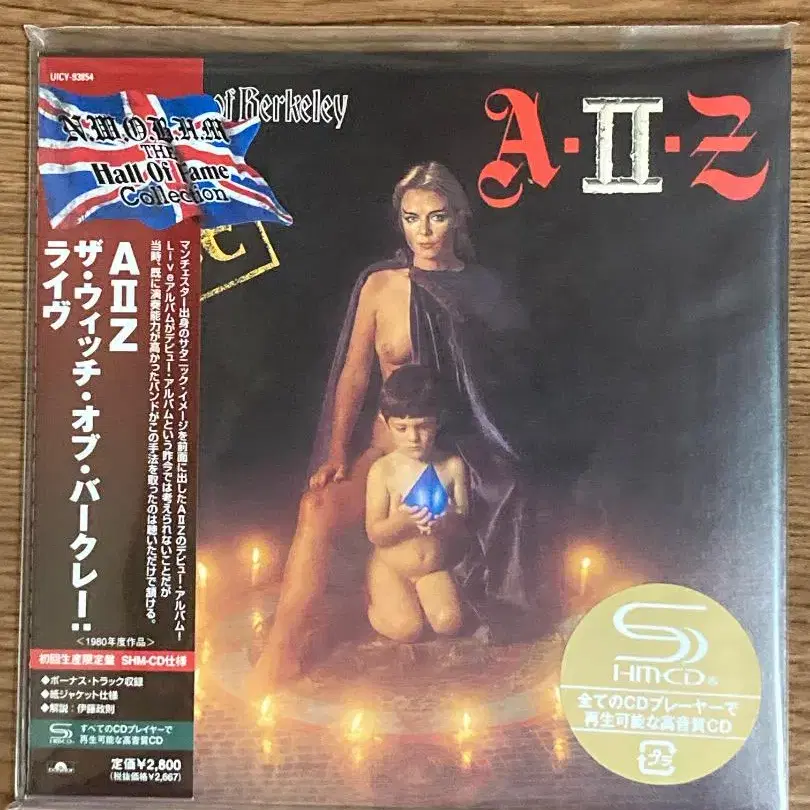 UICY-93854
N.W.O.B.H.M
THE
Hall Of Fame
Collection
of Berkeley
A·II·Z
AⅡZ
ザ・ウィッチ・オブ・バークレー：
ライヴ
マンチェスター出身のサタニック・イメージを前面に出したAⅡZのデビュー・アルバム！
Liveアルバムがデビュー・アルバムという昨今では考えられないことだが
当時、既に演奏能力が高かったバンドがこの手法を取ったのは聴いただけで頷ける。
<1980年度作品>
初回生産限定盤 SHM-CD仕様
◆ボーナス・トラック収録
◆紙ジャケット仕様
◆解説：伊藤政則
SHM-CD
すべてのCDプレイヤーで
再生可能な高音質CD
polydor
定価¥2,800
(税抜価格¥2,667)
SHM-CD®
全てのCDプレーヤーで
再生可能な高音質CD
プラ